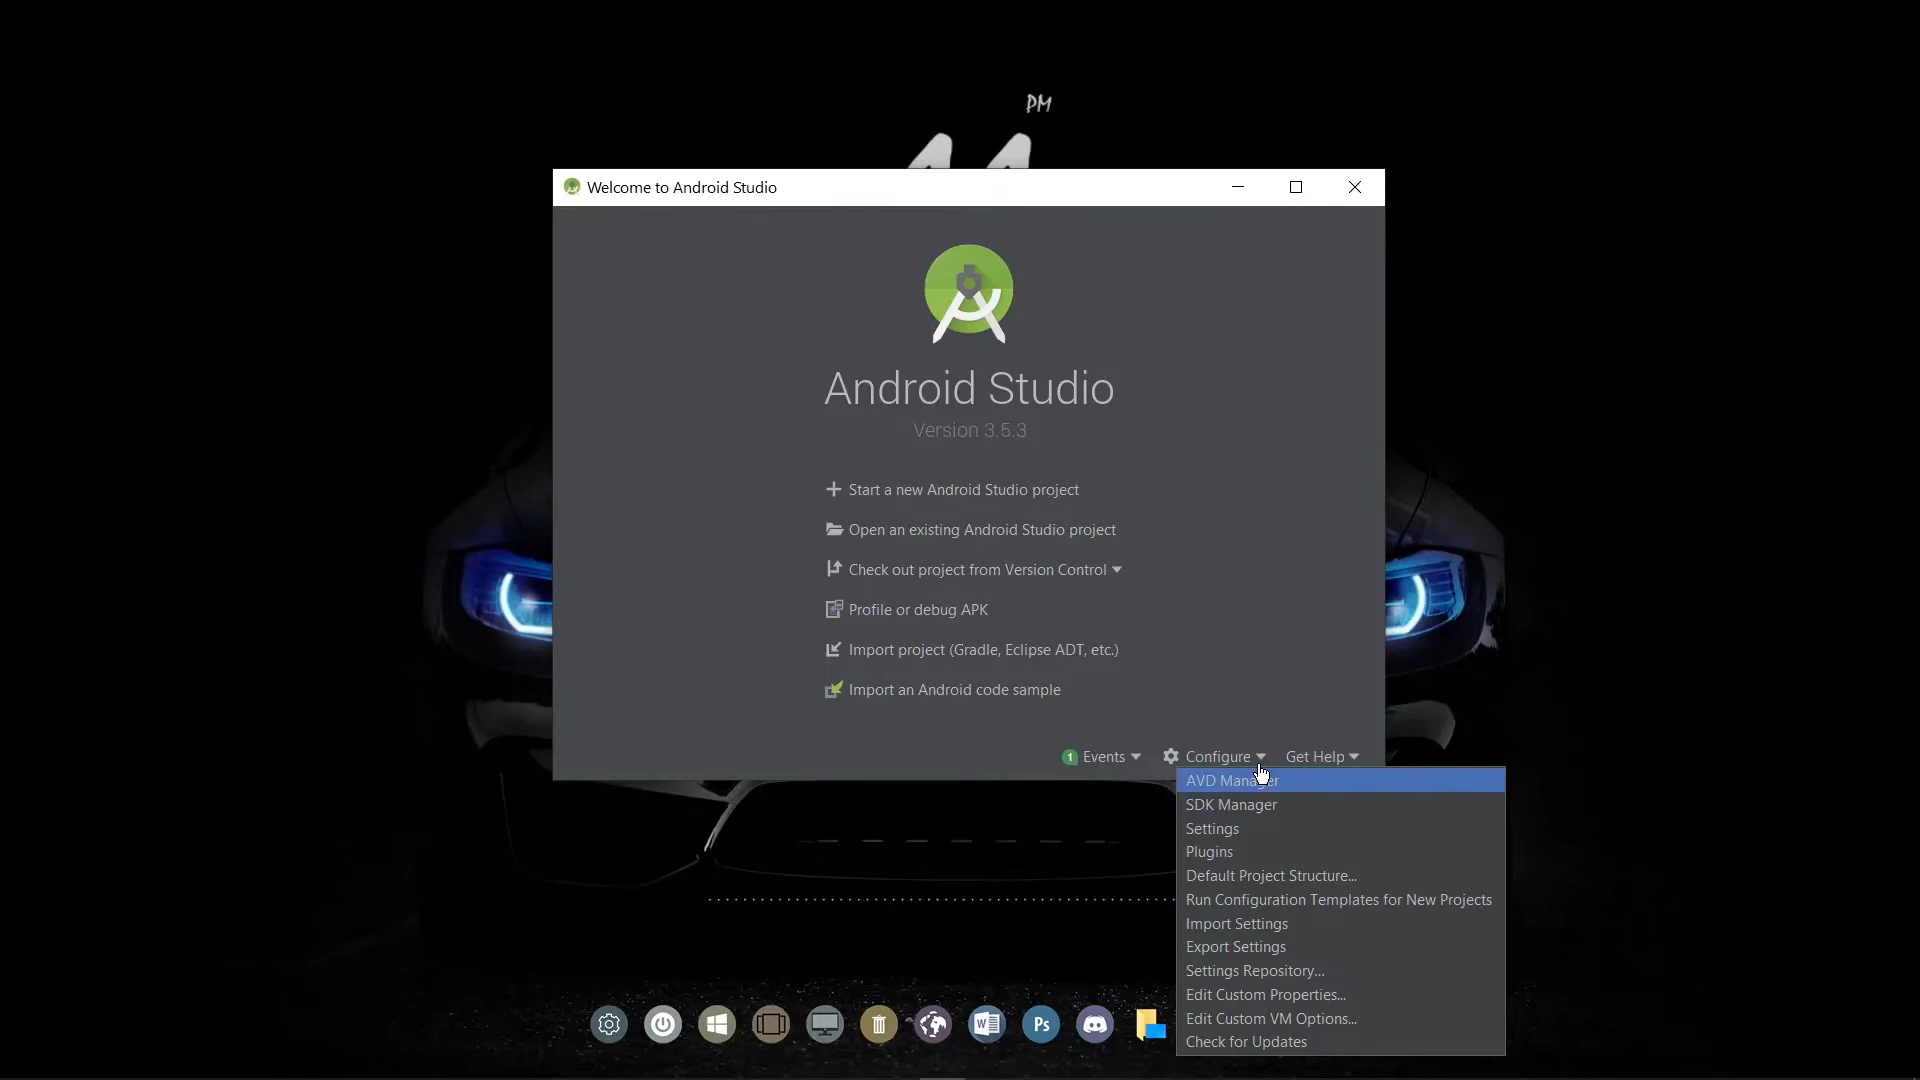 PM
Welcome to Android Studio
Android Studio
Version 3.5.3
Start a new Android Studio project
Open an existing Android Studio project
Check out project from Version Control
Profile or debug APK
Import project (Gradle, Eclipse ADT, etc.)
Import an Android code sample
1 Events Configure Get Help
AVD Manager
SDK Manager
Settings
Plugins
Default Project Structure...
Run Configuration Templates for New Projects
Import Settings
Export Settings
Settings Repository...
Edit Custom Properties...
Edit Custom VM Options...
Check for Updates
W Ps